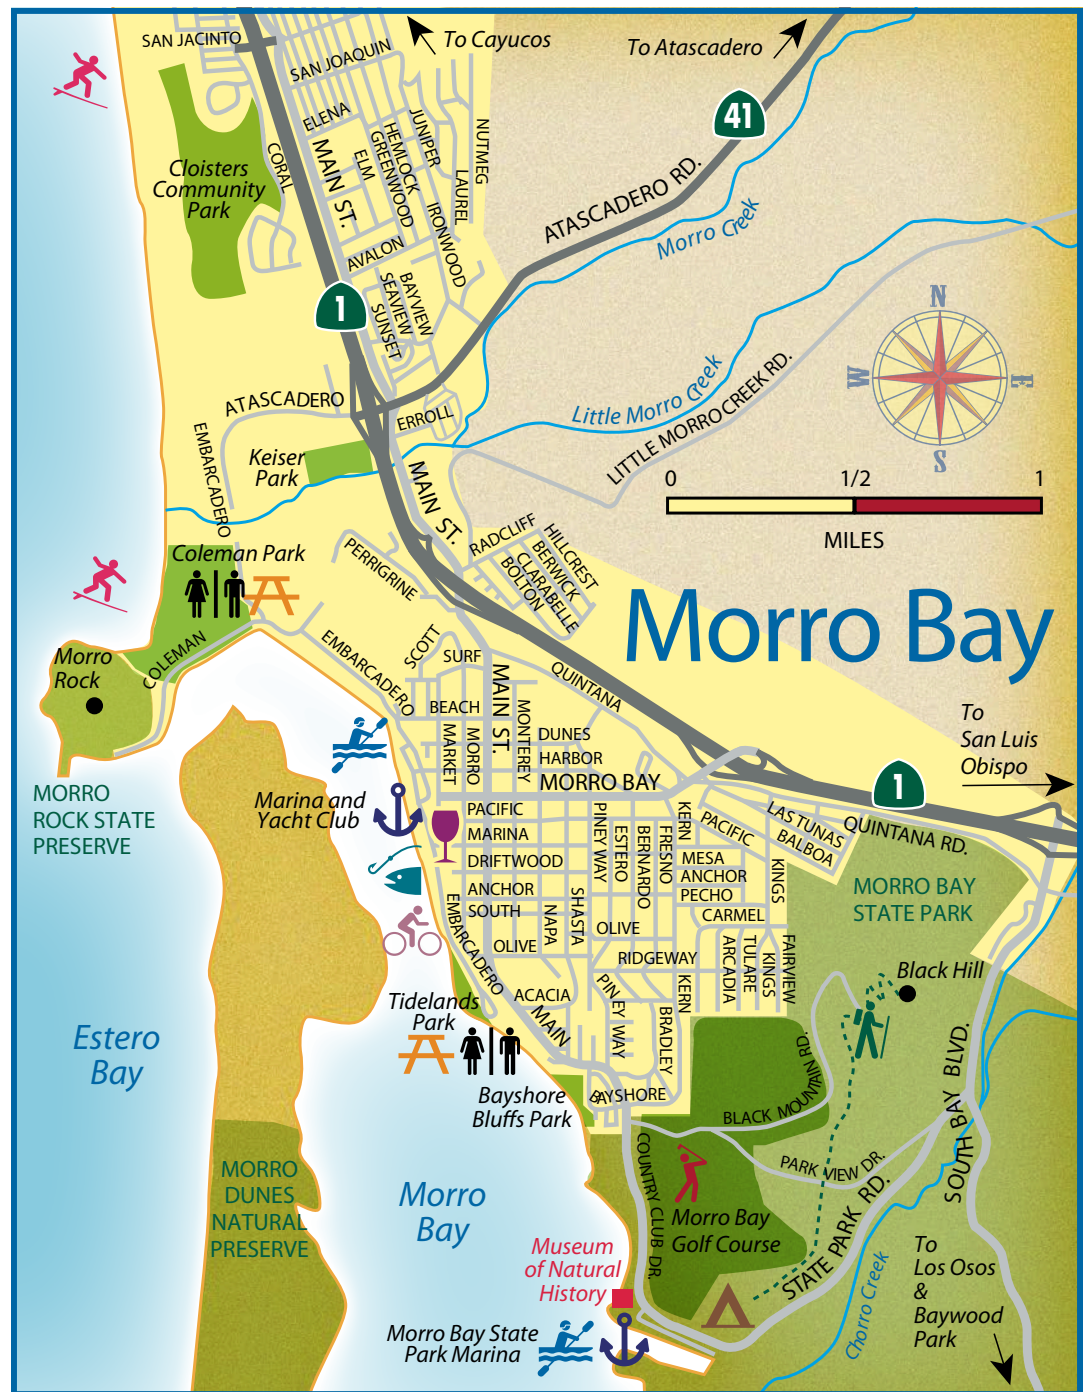 SAN JACINTO
To Cayucos
To Atascadero
SAN JOAQUIN
41
ELENA
MAIN ST.
ELM
GREENWOOD
HEMLOCK
JUNIPER
LAUREL
NUTMEG
IRONWOOD
CORAL
Cloisters
Community
Park
ATASCADERO RD.
Morro Creek
AVALON
SUNSET
SEAVIEW
BAYVIEW
1
N
W
E
S
Little Morro Creek
LITTLE MORRO CREEK RD.
ATASCADERO
ERROLL
EMBARCADERO
Keiser
Park
MAIN ST.
0
1/2
1
MILES
Coleman Park
PERRIGRINE
RADCLIFF
HILLCREST
BERWICK
CLARABELLE
BOLTON
Morro Bay
Morro
Rock
COLEMAN
EMBARCADERO
SCOTT
SURF
MAIN ST.
QUINTANA
BEACH
MARKET
MORRO
MONTEREY
DUNES
HARBOR
MORRO BAY
To
San Luis
Obispo
1
MORRO
ROCK STATE
PRESERVE
Marina and
Yacht Club
PACIFIC
MARINA
DRIFTWOOD
ANCHOR
SOUTH
OLIVE
NAPA
SHASTA
PINEY WAY
ESTERO
BERNARDO
FRESNO
KERN
PACIFIC
LAS TUNAS
BALBOA
QUINTANA RD.
MESA
ANCHOR
PECHO
KINGS
CARMEL
OLIVE
RIDGEWAY
MORRO BAY
STATE PARK
EMBARCADERO
ARCADIA
TULARE
KINGS
FAIRVIEW
Black Hill
Tidelands
Park
ACACIA
MAIN
PINEY WAY
KERN
BRADLEY
Estero
Bay
Bayshore
Bluffs Park
BAYSHORE
BLACK MOUNTAIN RD.
SOUTH BAY BLVD.
MORRO
DUNES
NATURAL
PRESERVE
Morro
Bay
COUNTRY CLUB DR.
PARK VIEW DR.
STATE PARK RD.
Morro Bay
Golf Course
Museum
of Natural
History
Chorro Creek
To
Los Osos
&
Baywood
Park
Morro Bay State
Park Marina